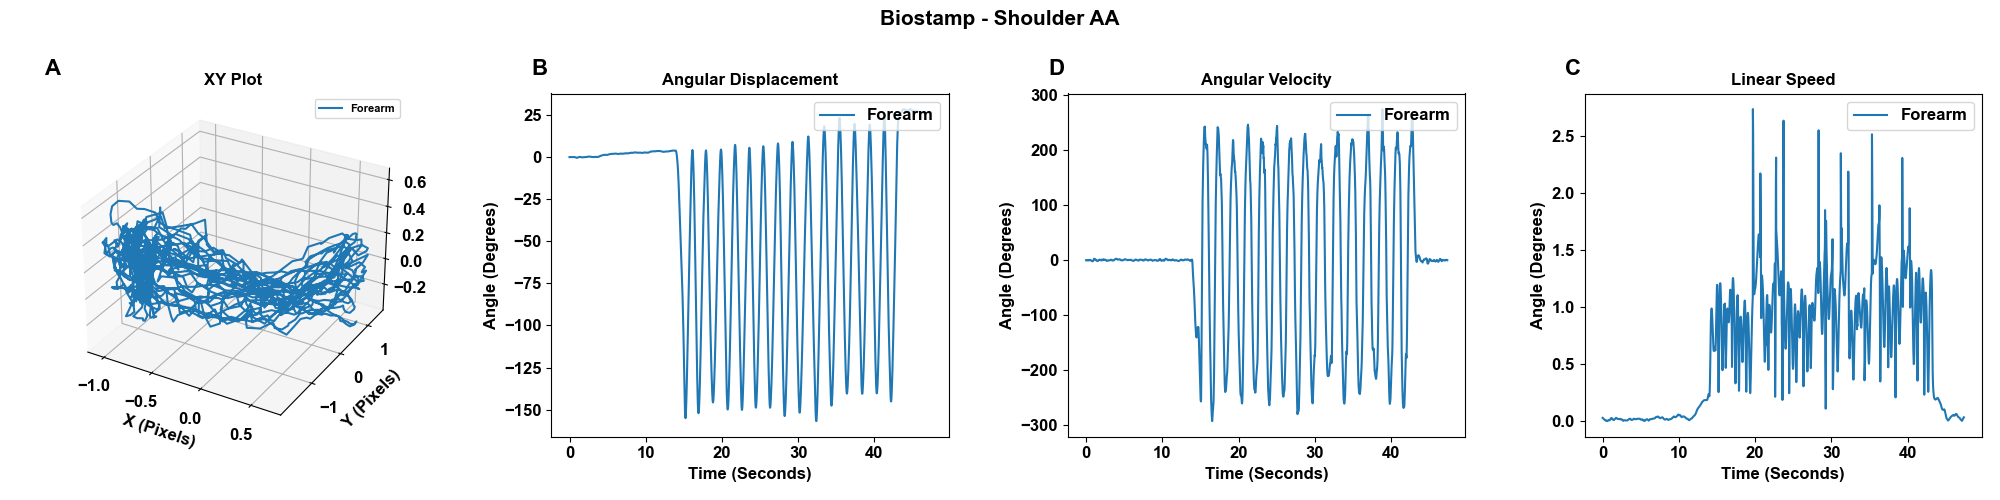 Biostamp - Shoulder AA
A
XY Plot
Forearm
0.6
0.4
0.2
0.0
−0.2
1
0
−1
Y (Pixels)
−1.0
−0.5
0.0
0.5
X (Pixels)
B
Angular Displacement
Forearm
25
0
−25
−50
−75
−100
−125
−150
Angle (Degrees)
0
10
20
30
40
Time (Seconds)
D
Angular Velocity
Forearm
300
200
100
0
−100
−200
−300
Angle (Degrees)
0
10
20
30
40
Time (Seconds)
C
Linear Speed
Forearm
2.5
2.0
1.5
1.0
0.5
0.0
Angle (Degrees)
0
10
20
30
40
Time (Seconds)